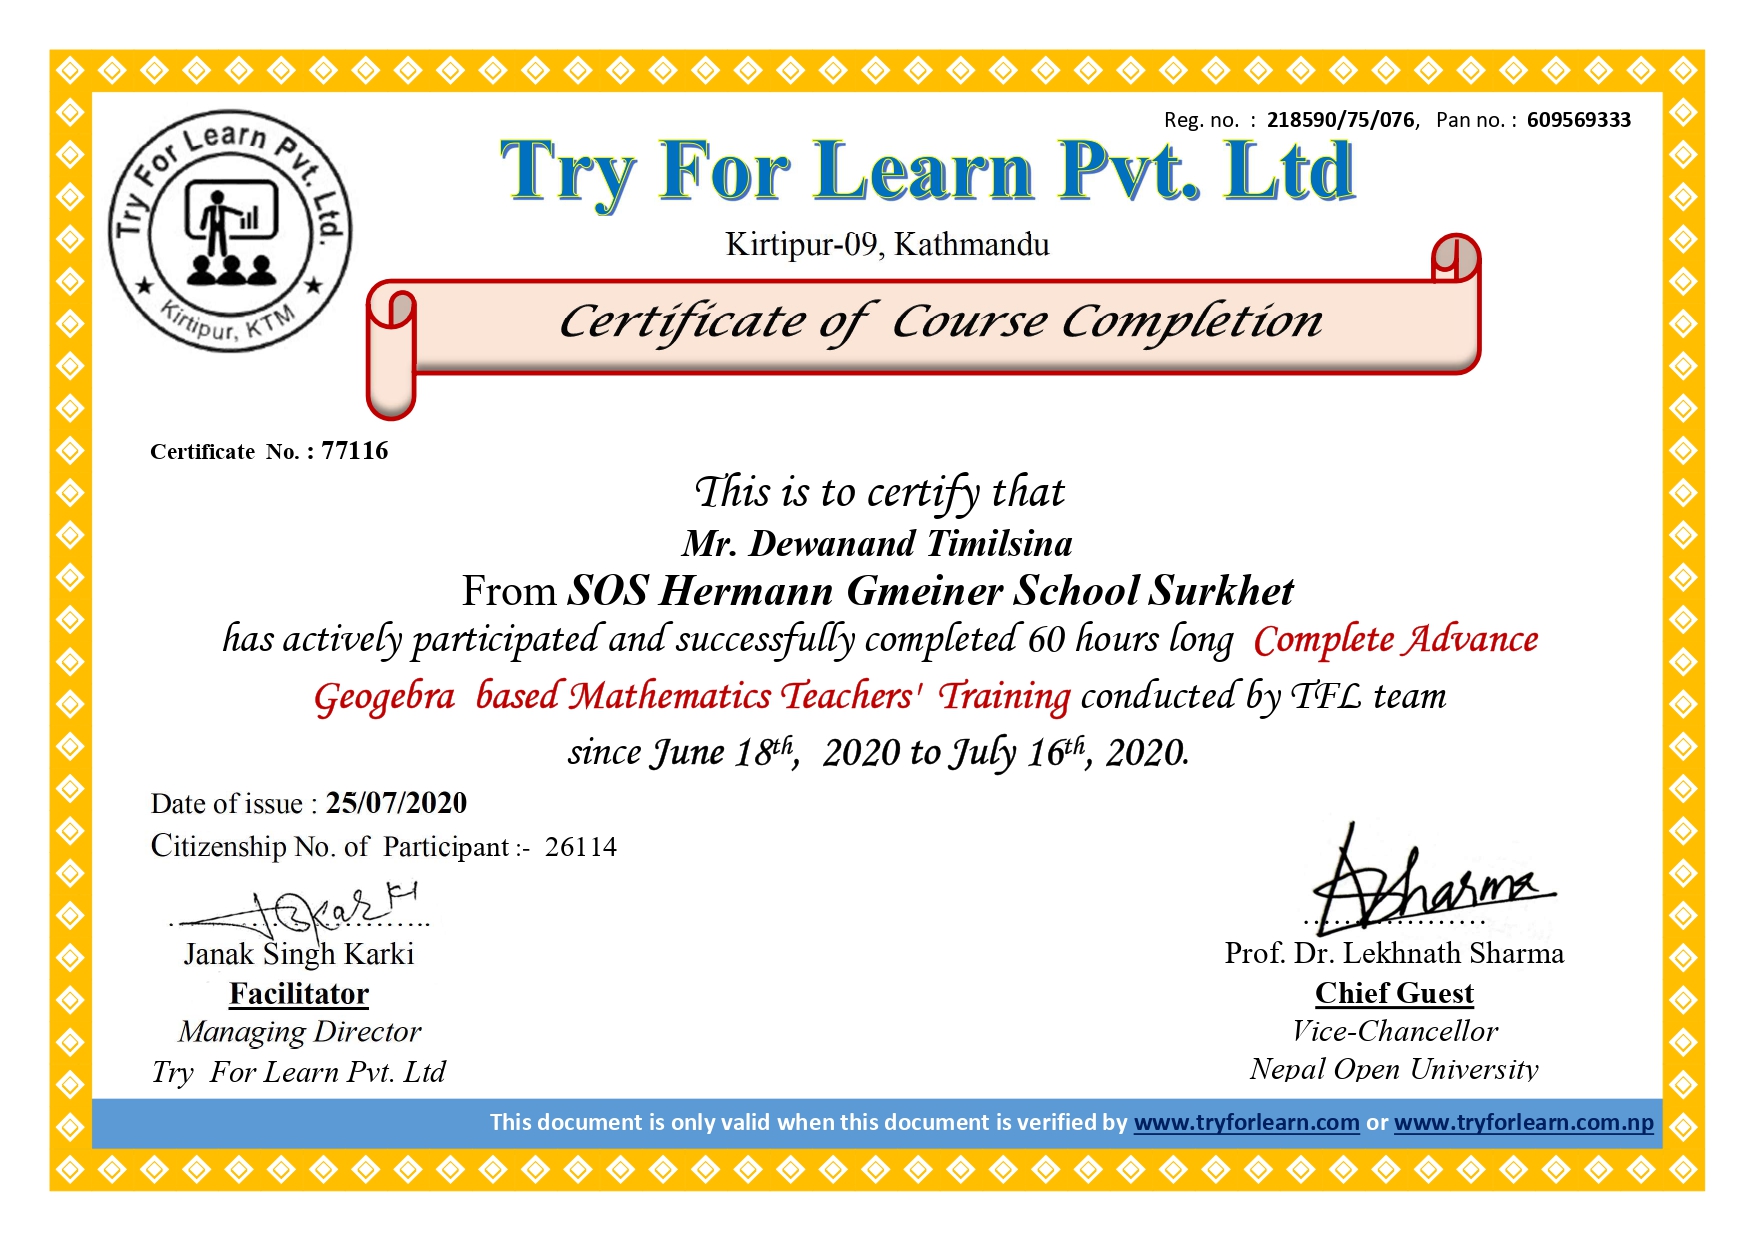 Reg. no. : 218590/75/076, Pan no. : 609569333
Try For Learn Pvt. Ltd.
Kirtipur, KTM
Try For Learn Pvt. Ltd
Kirtipur-09, Kathmandu
Certificate of Course Completion
Certificate No. : 77116
This is to certify that
Mr. Dewanand Timilsina
From SOS Hermann Gmeiner School Surkhet
has actively participated and successfully completed 60 hours long Complete Advance
Geogebra based Mathematics Teachers' Training conducted by TFL team
since June 18th, 2020 to July 16th, 2020.
Date of issue : 25/07/2020
Citizenship No. of Participant :- 26114
Janak Singh Karki
Facilitator
Managing Director
Try For Learn Pvt. Ltd
Prof. Dr. Lekhnath Sharma
Chief Guest
Vice-Chancellor
Nepal Open University
This document is only valid when this document is verified by www.tryforlearn.com or www.tryforlearn.com.np